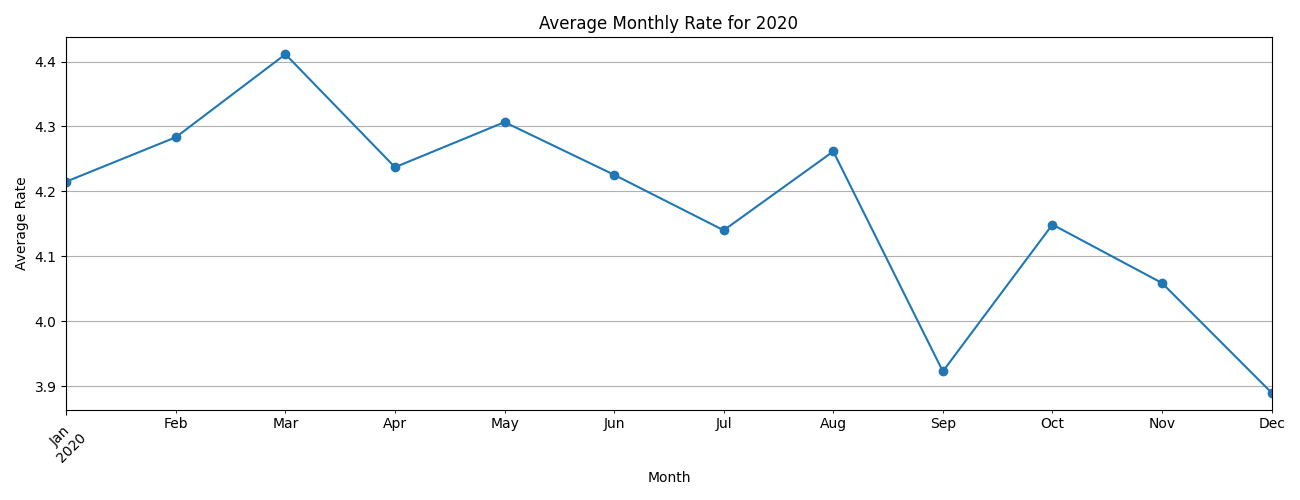 Average Monthly Rate for 2020
Average Rate
4.4
4.3
4.2
4.1
4.0
3.9
Jan
2020
Feb
Mar
Apr
May
Jun
Jul
Aug
Sep
Oct
Nov
Dec
Month